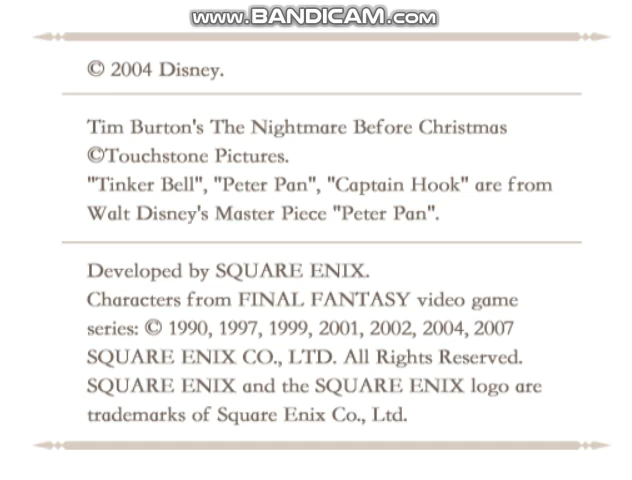 www.BANDICAM.com
© 2004 Disney.
Tim Burton's The Nightmare Before Christmas
©Touchstone Pictures.
"Tinker Bell", "Peter Pan", "Captain Hook" are from
Walt Disney's Master Piece "Peter Pan".
Developed by SQUARE ENIX.
Characters from FINAL FANTASY video game
series: © 1990, 1997, 1999, 2001, 2002, 2004, 2007
SQUARE ENIX CO., LTD. All Rights Reserved.
SQUARE ENIX and the SQUARE ENIX logo are
trademarks of Square Enix Co., Ltd.